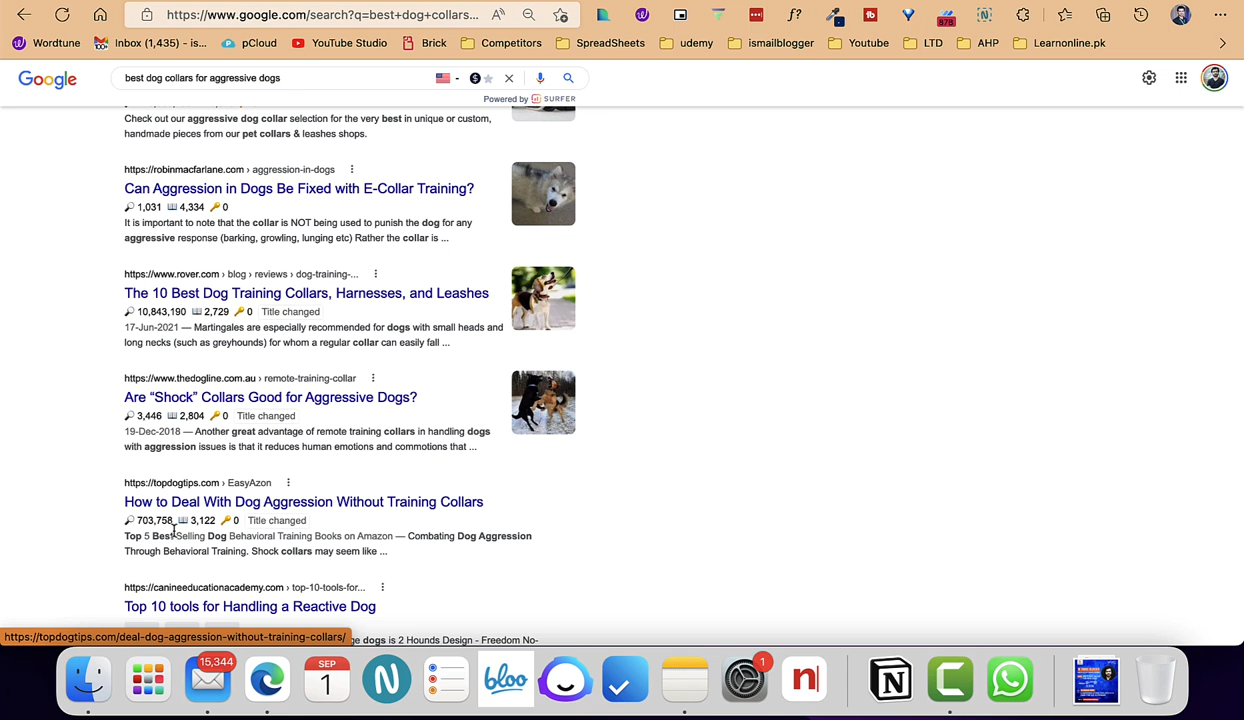 https://www.google.com/search?q=best+dog+collars...
878
Wordtune
Inbox (1,435) - is...
pCloud
YouTube Studio
Brick
Competitors
SpreadSheets
udemy
ismailblogger
Youtube
LTD
AHP
Learnonline.pk
Google
best dog collars for aggressive dogs
Powered by SURFER
Check out our aggressive dog collar selection for the very best in unique or custom,
handmade pieces from our pet collars & leashes shops.
https://robinmacfarlane.com › aggression-in-dogs
Can Aggression in Dogs Be Fixed with E-Collar Training?
1,031 4,334 0
It is important to note that the collar is NOT being used to punish the dog for any
aggressive response (barking, growling, lunging etc) Rather the collar is ...
https://www.rover.com › blog › reviews › dog-training-...
The 10 Best Dog Training Collars, Harnesses, and Leashes
10,843,190 2,729 0 Title changed
17-Jun-2021 — Martingales are especially recommended for dogs with small heads and
long necks (such as greyhounds) for whom a regular collar can easily fall ...
https://www.thedogline.com.au › remote-training-collar
Are “Shock” Collars Good for Aggressive Dogs?
3,446 2,804 0 Title changed
19-Dec-2018 — Another great advantage of remote training collars in handling dogs
with aggression issues is that it reduces human emotions and commotions that ...
https://topdogtips.com › EasyAzon
How to Deal With Dog Aggression Without Training Collars
703,758 3,122 0 Title changed
Top 5 Best Selling Dog Behavioral Training Books on Amazon — Combating Dog Aggression
Through Behavioral Training. Shock collars may seem like ...
https://canineeducationacademy.com › top-10-tools-for...
Top 10 tools for Handling a Reactive Dog
https://topdogtips.com/deal-dog-aggression-without-training-collars/
ge dogs is 2 Hounds Design - Freedom No-
15,344
SEP
1
N
bloo
1
n
N
C